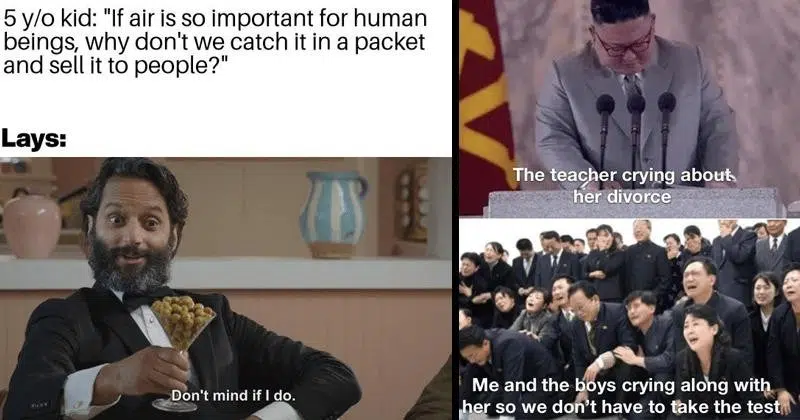 5 y/o kid: "If air is so important for human
beings, why don't we catch it in a packet
and sell it to people?"
Lays:
Don't mind if I do.
The teacher crying about
her divorce
Me and the boys crying along with
her so we don't have to take the test